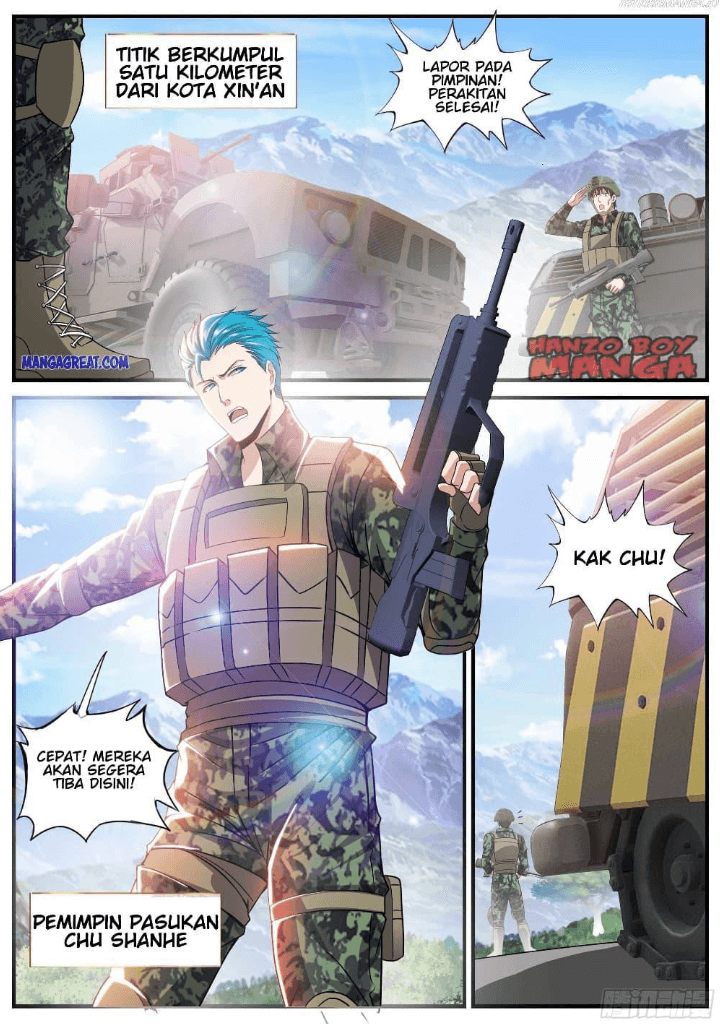 TITIK BERKUMPUL
SATU KILOMETER
DARI KOTA XIN'AN
LAPOR PADA
PIMPINAN!
PERAKITAN
SELESAI!
MANGAGREAT.COM
HANZO BOY
MANGA
KAK CHU!
CEPAT! MEREKA
AKAN SEGERA
TIBA DISINI!
PEMIMPIN PASUKAN
CHU SHANHE